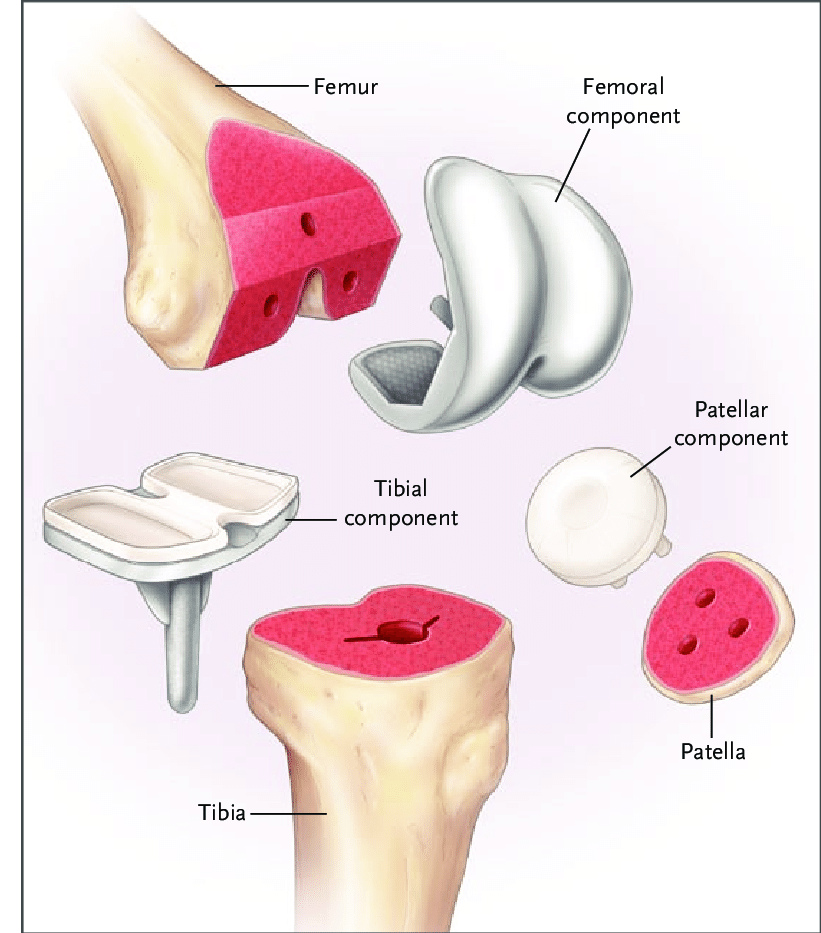 Femur
Femoral
component
Patellar
component
Tibial
component
Patella
Tibia